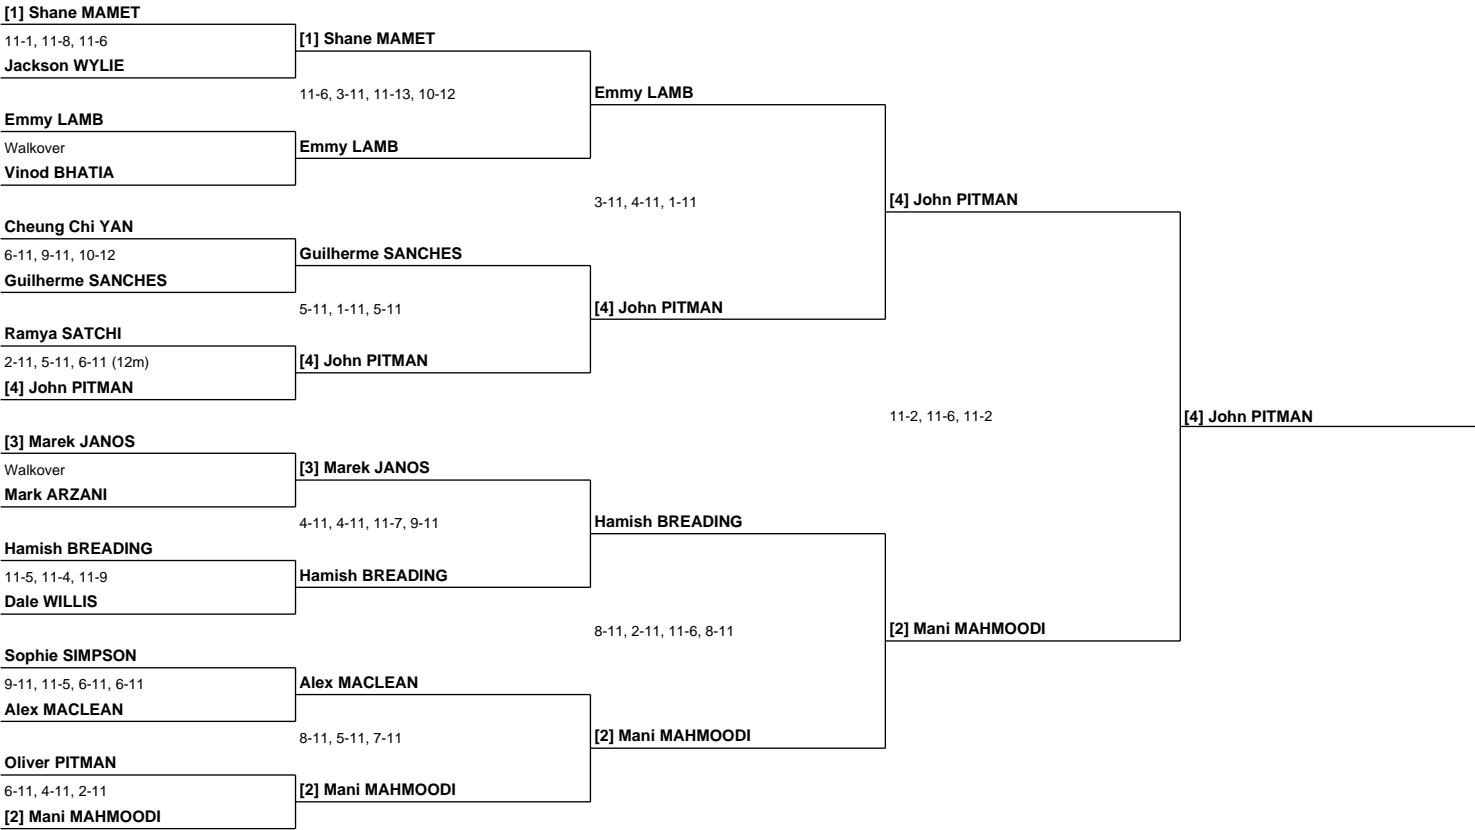 [1] Shane MAMET
11-1, 11-8, 11-6
Jackson WYLIE
Emmy LAMB
Walkover
Vinod BHATIA
Cheung Chi YAN
6-11, 9-11, 10-12
Guilherme SANCHES
Ramya SATCHI
2-11, 5-11, 6-11 (12m)
[4] John PITMAN
[3] Marek JANOS
Walkover
Mark ARZANI
Hamish BREADING
11-5, 11-4, 11-9
Dale WILLIS
Sophie SIMPSON
9-11, 11-5, 6-11, 6-11
Alex MACLEAN
Oliver PITMAN
6-11, 4-11, 2-11
[2] Mani MAHMOODI
[1] Shane MAMET
11-6, 3-11, 11-13, 10-12
Emmy LAMB
Guilherme SANCHES
5-11, 1-11, 5-11
[4] John PITMAN
[3] Marek JANOS
4-11, 4-11, 11-7, 9-11
Hamish BREADING
Alex MACLEAN
8-11, 5-11, 7-11
[2] Mani MAHMOODI
Emmy LAMB
3-11, 4-11, 1-11
[4] John PITMAN
Hamish BREADING
8-11, 2-11, 11-6, 8-11
[2] Mani MAHMOODI
[4] John PITMAN
11-2, 11-6, 11-2
[2] Mani MAHMOODI
[4] John PITMAN